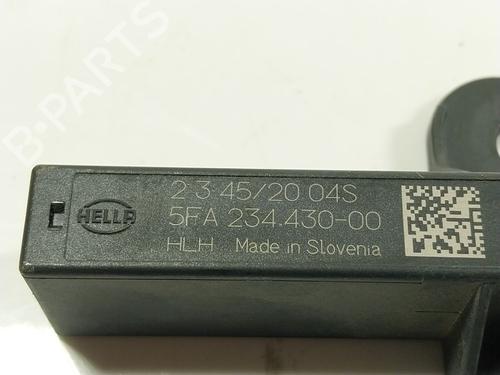 B-PARTS
2 3 45/20 04S
HELLA
5FA 234.430-00
HLH Made in Slovenia